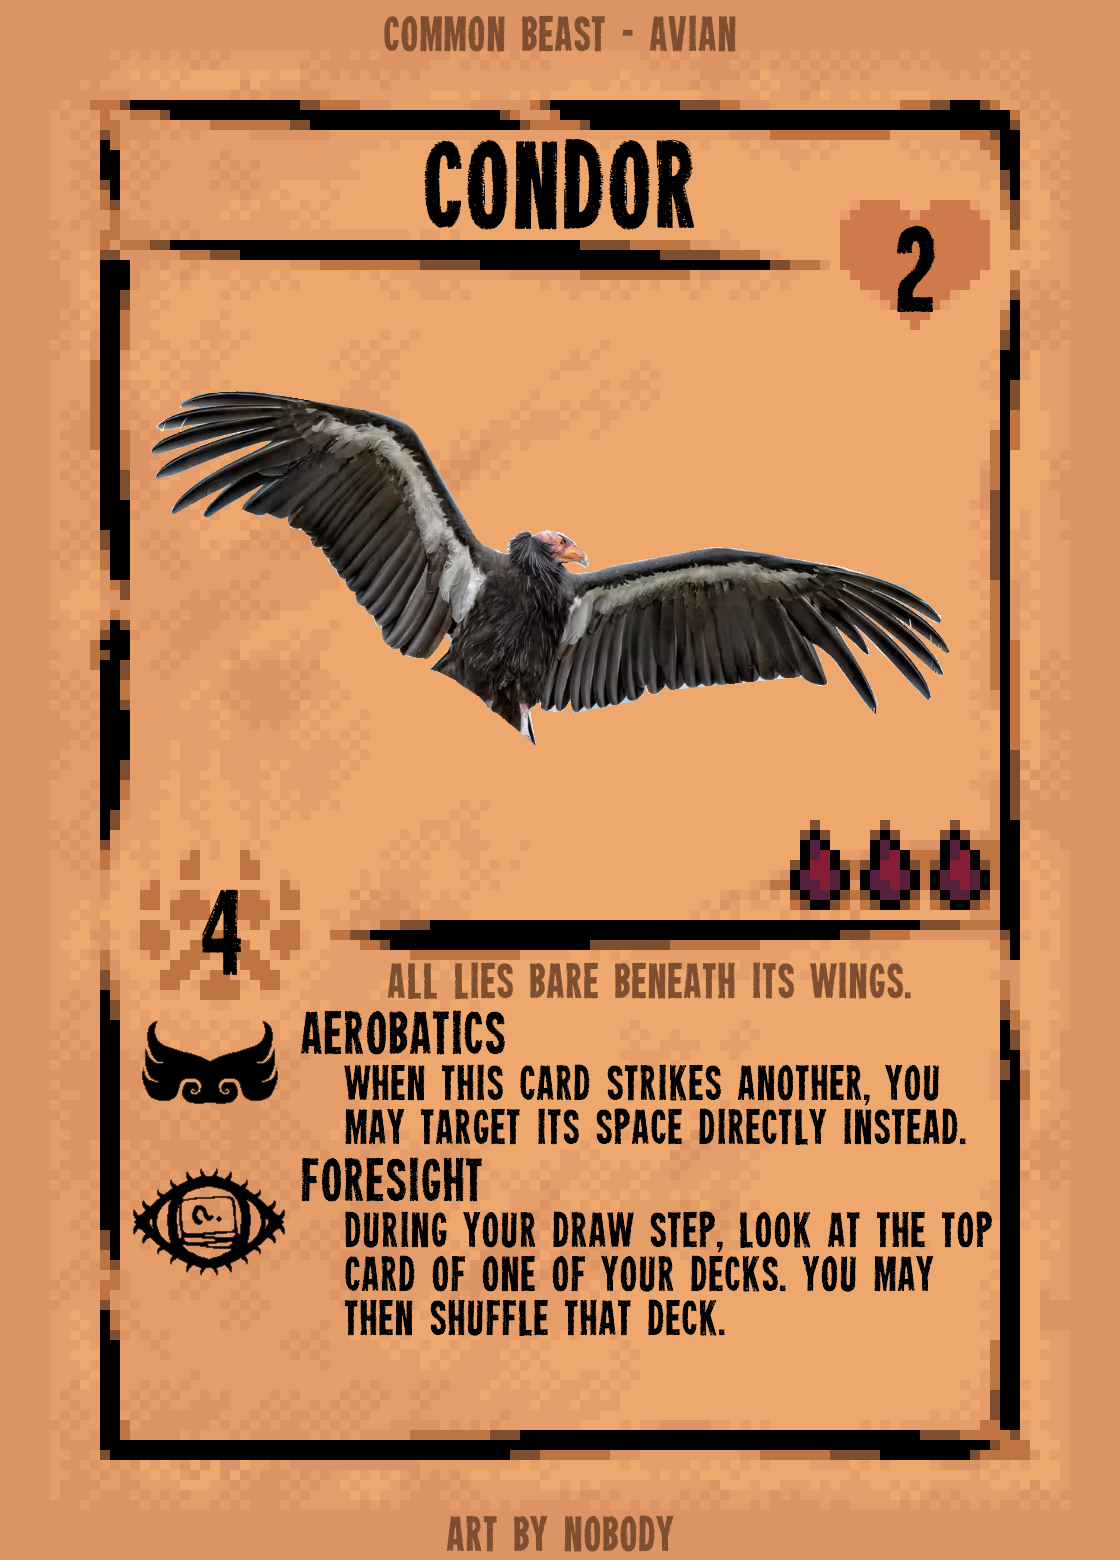 COMMON BEAST - AVIAN
CONDOR
2
4
ALL LIES BARE BENEATH ITS WINGS.
AEROBATICS
WHEN THIS CARD STRIKES ANOTHER, YOU
MAY TARGET ITS SPACE DIRECTLY INSTEAD.
FORESIGHT
?
DURING YOUR DRAW STEP, LOOK AT THE TOP
CARD OF ONE OF YOUR DECKS. YOU MAY
THEN SHUFFLE THAT DECK.
ART BY NOBODY